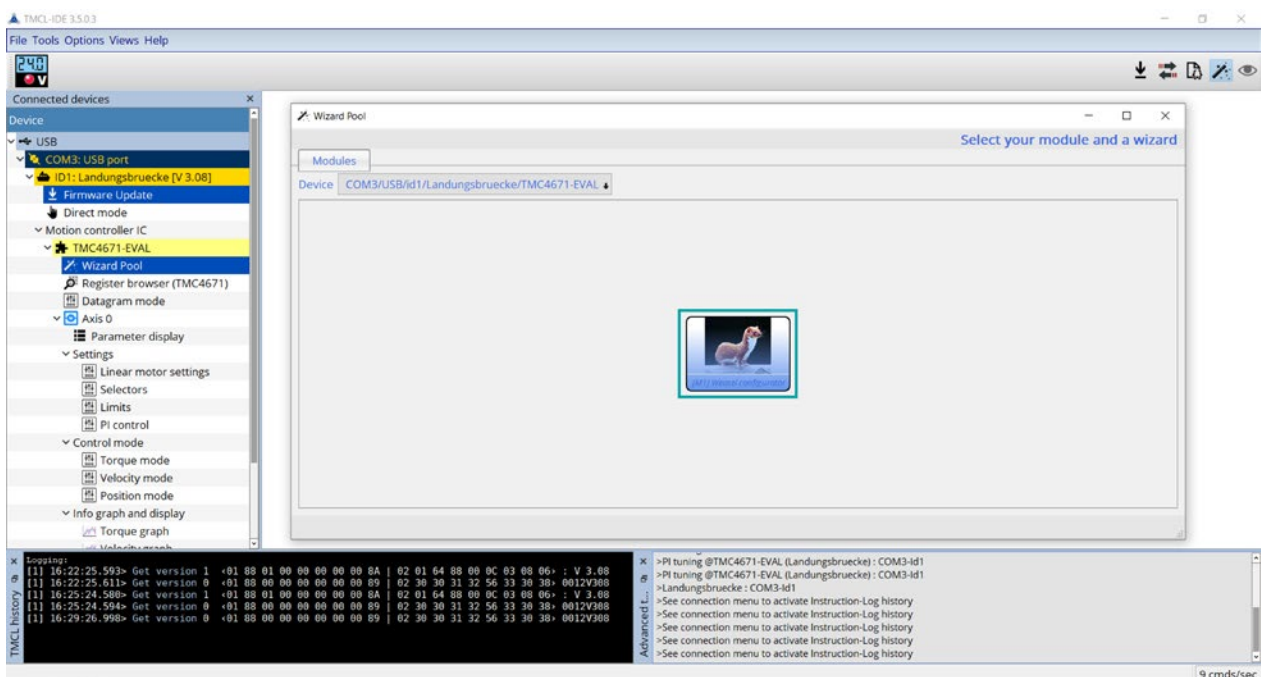 TMCL-IDE 3.5.0.3
File Tools Options Views Help
24.0
V
Connected devices
Device
USB
COM3: USB port
ID1: Landungsbruecke [V 3.08]
Firmware Update
Direct mode
Motion controller IC
TMC4671-EVAL
Wizard Pool
Register browser (TMC4671)
Datagram mode
Axis 0
Parameter display
Settings
Linear motor settings
Selectors
Limits
PI control
Control mode
Torque mode
Velocity mode
Position mode
Info graph and display
Torque graph
Velocity graph
Wizard Pool
Select your module and a wizard
Modules
Device COM3/USB/id1/Landungsbruecke/TMC4671-EVAL
(M1) Weasel configurator
TMCL history
Logging:
[1] 16:22:25.593> Get version 1 <01 88 01 00 00 00 00 00 8A | 02 01 64 88 00 0C 03 08 06> : V 3.08
[1] 16:22:25.611> Get version 0 <01 88 00 00 00 00 00 00 89 | 02 30 30 31 32 56 33 30 38> 0012V308
[1] 16:25:24.580> Get version 1 <01 88 01 00 00 00 00 00 8A | 02 01 64 88 00 0C 03 08 06> : V 3.08
[1] 16:25:24.594> Get version 0 <01 88 00 00 00 00 00 00 89 | 02 30 30 31 32 56 33 30 38> 0012V308
[1] 16:29:26.998> Get version 0 <01 88 00 00 00 00 00 00 89 | 02 30 30 31 32 56 33 30 38> 0012V308
Advanced t...
>PI tuning @TMC4671-EVAL (Landungsbruecke) : COM3-Id1
>PI tuning @TMC4671-EVAL (Landungsbruecke) : COM3-Id1
>Landungsbruecke : COM3-Id1
>See connection menu to activate Instruction-Log history
>See connection menu to activate Instruction-Log history
>See connection menu to activate Instruction-Log history
>See connection menu to activate Instruction-Log history
9 cmds/sec